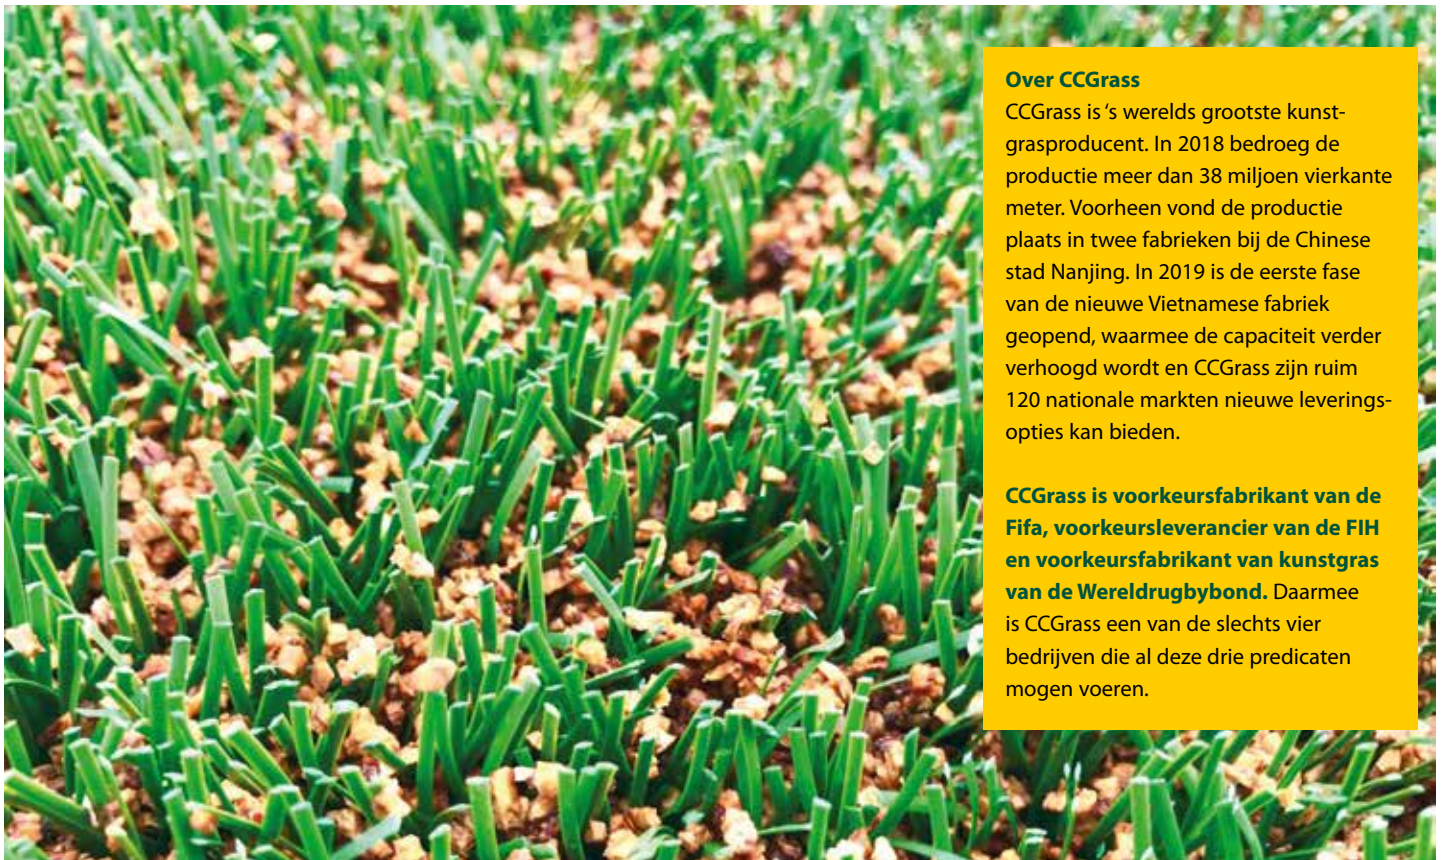 Over CCGrass
CCGrass is ‘s werelds grootste kunst-
grasproducent. In 2018 bedroeg de
productie meer dan 38 miljoen vierkante
meter. Voorheen vond de productie
plaats in twee fabrieken bij de Chinese
stad Nanjing. In 2019 is de eerste fase
van de nieuwe Vietnamese fabriek
geopend, waarmee de capaciteit verder
verhoogd wordt en CCGrass zijn ruim
120 nationale markten nieuwe leverings-
opties kan bieden.
CCGrass is voorkeursfabrikant van de
Fifa, voorkeursleverancier van de FIH
en voorkeursfabrikant van kunstgras
van de Wereldrugbybond. Daarmee
is CCGrass een van de slechts vier
bedrijven die al deze drie predicaten
mogen voeren.